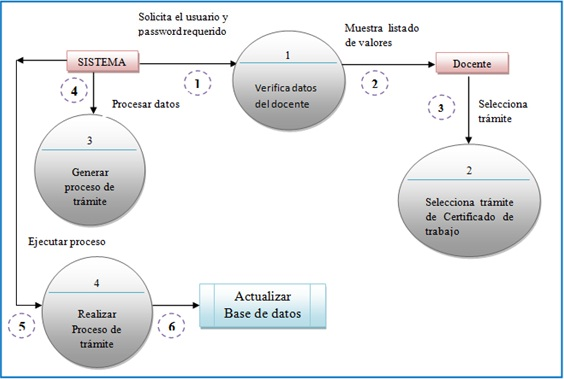 Solicita el usuario y
password requerido
Muestra listado
de valores
SISTEMA
1
Verifica datos
del docente
Docente
4
1
2
3
Procesar datos
Selecciona
trámite
3
Generar
proceso de
trámite
2
Selecciona trámite
de Certificado de
trabajo
Ejecutar proceso
4
Realizar
Proceso de
trámite
Actualizar
Base de datos
5
6